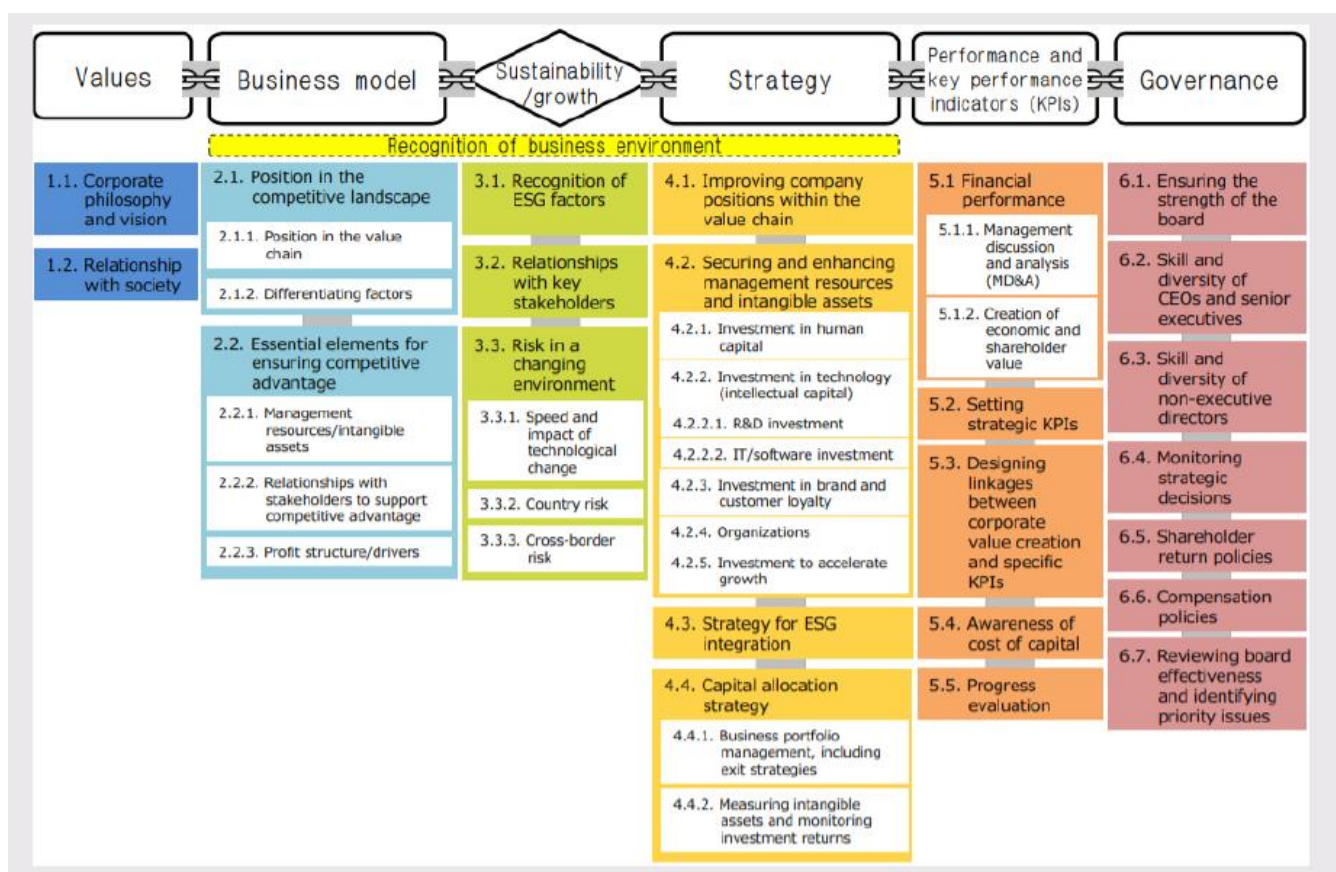 Values
Business model
Sustainability
/growth
Strategy
Performance and
key performance
indicators (KPIs)
Governance
Recognition of business environment
1.1. Corporate
philosophy
and vision
1.2. Relationship
with society
2.1. Position in the
competitive landscape
2.1.1. Position in the value
chain
2.1.2. Differentiating factors
2.2. Essential elements for
ensuring competitive
advantage
2.2.1. Management
resources/intangible
assets
2.2.2. Relationships with
stakeholders to support
competitive advantage
2.2.3. Profit structure/drivers
3.1. Recognition of
ESG factors
3.2. Relationships
with key
stakeholders
3.3. Risk in a
changing
environment
3.3.1. Speed and
impact of
technological
change
3.3.2. Country risk
3.3.3. Cross-border
risk
4.1. Improving company
positions within the
value chain
4.2. Securing and enhancing
management resources
and intangible assets
4.2.1. Investment in human
capital
4.2.2. Investment in technology
(intellectual capital)
4.2.2.1. R&D investment
4.2.2.2. IT/software investment
4.2.3. Investment in brand and
customer loyalty
4.2.4. Organizations
4.2.5. Investment to accelerate
growth
4.3. Strategy for ESG
integration
4.4. Capital allocation
strategy
4.4.1. Business portfolio
management, including
exit strategies
4.4.2. Measuring intangible
assets and monitoring
investment returns
5.1 Financial
performance
5.1.1. Management
discussion
and analysis
(MD&A)
5.1.2. Creation of
economic and
shareholder
value
5.2. Setting
strategic KPIs
5.3. Designing
linkages
between
corporate
value creation
and specific
KPIs
5.4. Awareness of
cost of capital
5.5. Progress
evaluation
6.1. Ensuring the
strength of the
board
6.2. Skill and
diversity of
CEOs and senior
executives
6.3. Skill and
diversity of
non-executive
directors
6.4. Monitoring
strategic
decisions
6.5. Shareholder
return policies
6.6. Compensation
policies
6.7. Reviewing board
effectiveness
and identifying
priority issues